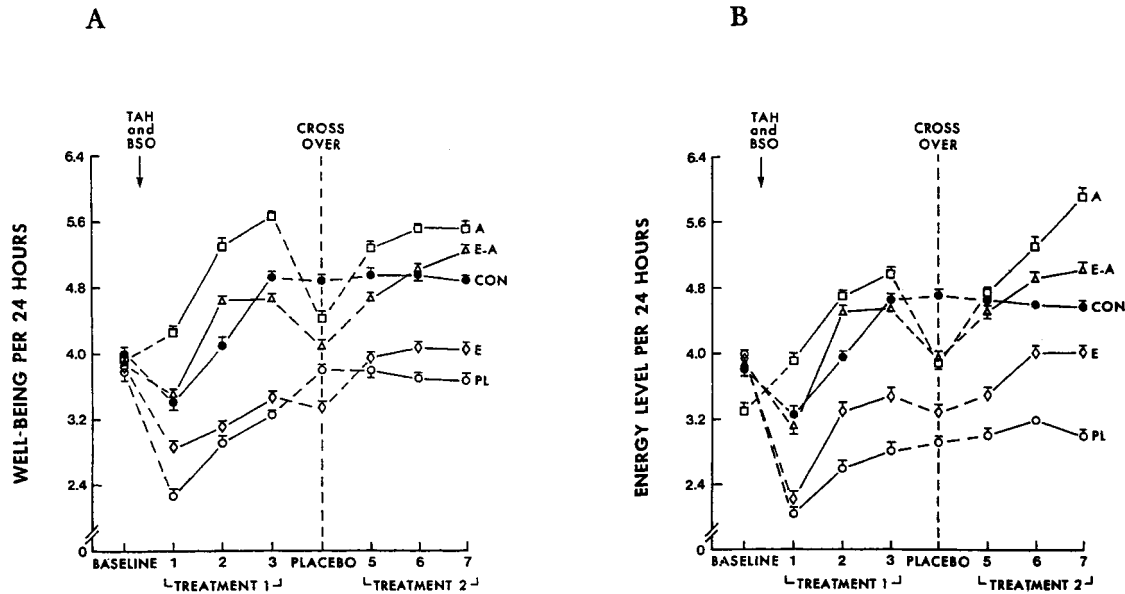 A
TAH
and
BSO
CROSS
OVER
WELL-BEING PER 24 HOURS
6.4
5.6
4.8
4.0
3.2
2.4
0
A
E-A
CON
E
PL
BASELINE 1 2 3 PLACEBO 5 6 7
TREATMENT 1
TREATMENT 2
B
TAH
and
BSO
CROSS
OVER
ENERGY LEVEL PER 24 HOURS
6.4
5.6
4.8
4.0
3.2
2.4
0
A
E-A
CON
E
PL
BASELINE 1 2 3 PLACEBO 5 6 7
TREATMENT 1
TREATMENT 2